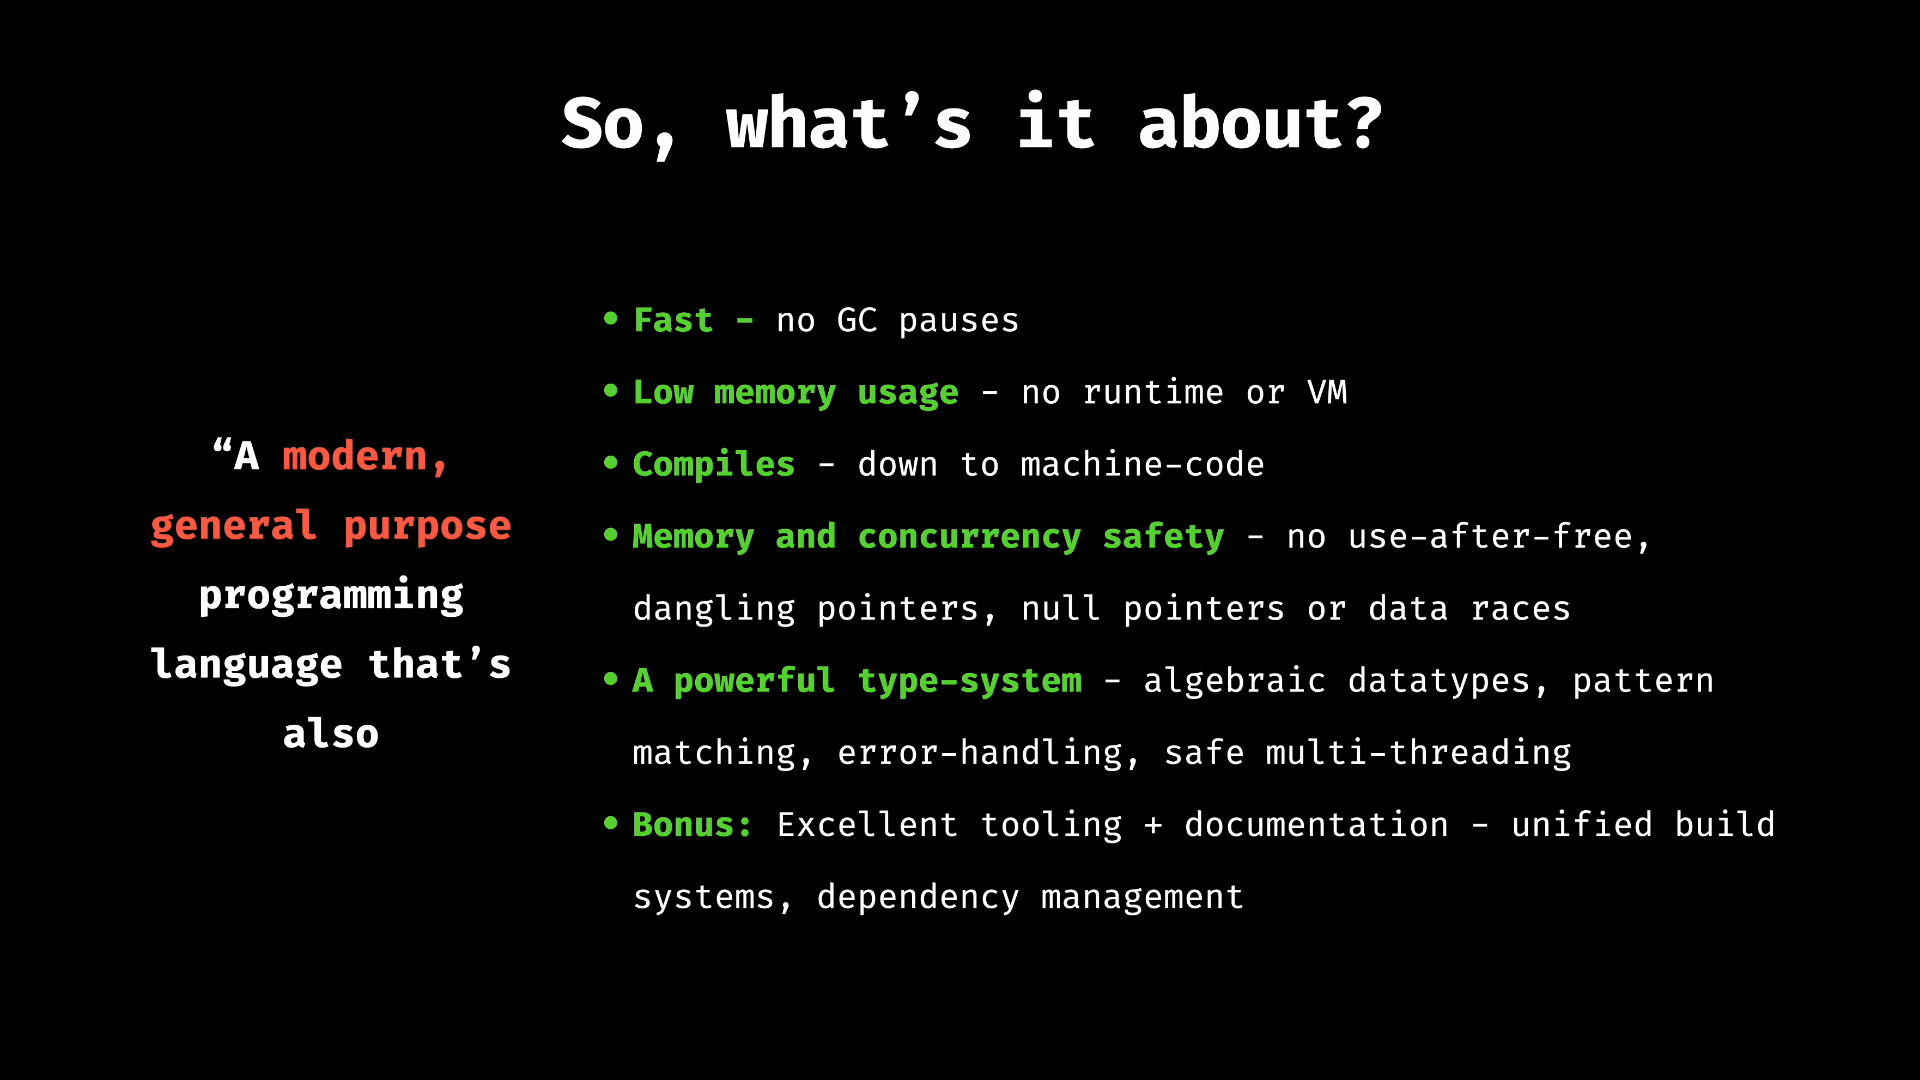 So, what’s it about?
“A modern,
general purpose
programming
language that’s
also
• Fast - no GC pauses
• Low memory usage - no runtime or VM
• Compiles - down to machine-code
• Memory and concurrency safety - no use-after-free,
dangling pointers, null pointers or data races
• A powerful type-system - algebraic datatypes, pattern
matching, error-handling, safe multi-threading
• Bonus: Excellent tooling + documentation - unified build
systems, dependency management